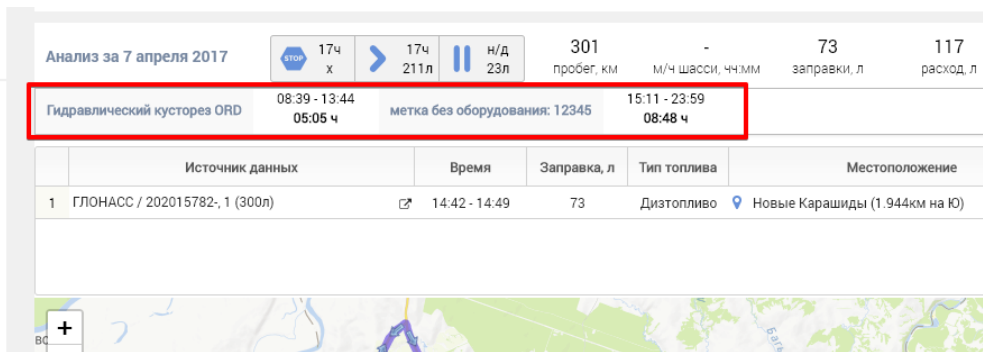 Анализ за 7 апреля 2017
STOP 17ч х
17ч 211л
н/д 23л
301 пробег, км
- м/ч шасси, чч:мм
73 заправки, л
117 расход, л
Гидравлический кусторез ORD 08:39 - 13:44 05:05 ч
метка без оборудования: 12345 15:11 - 23:59 08:48 ч
Источник данных Время Заправка, л Тип топлива Местоположение
1 ГЛОНАСС / 202015782-, 1 (300л) 14:42 - 14:49 73 Дизтопливо Новые Карашиды (1.944км на Ю)
+